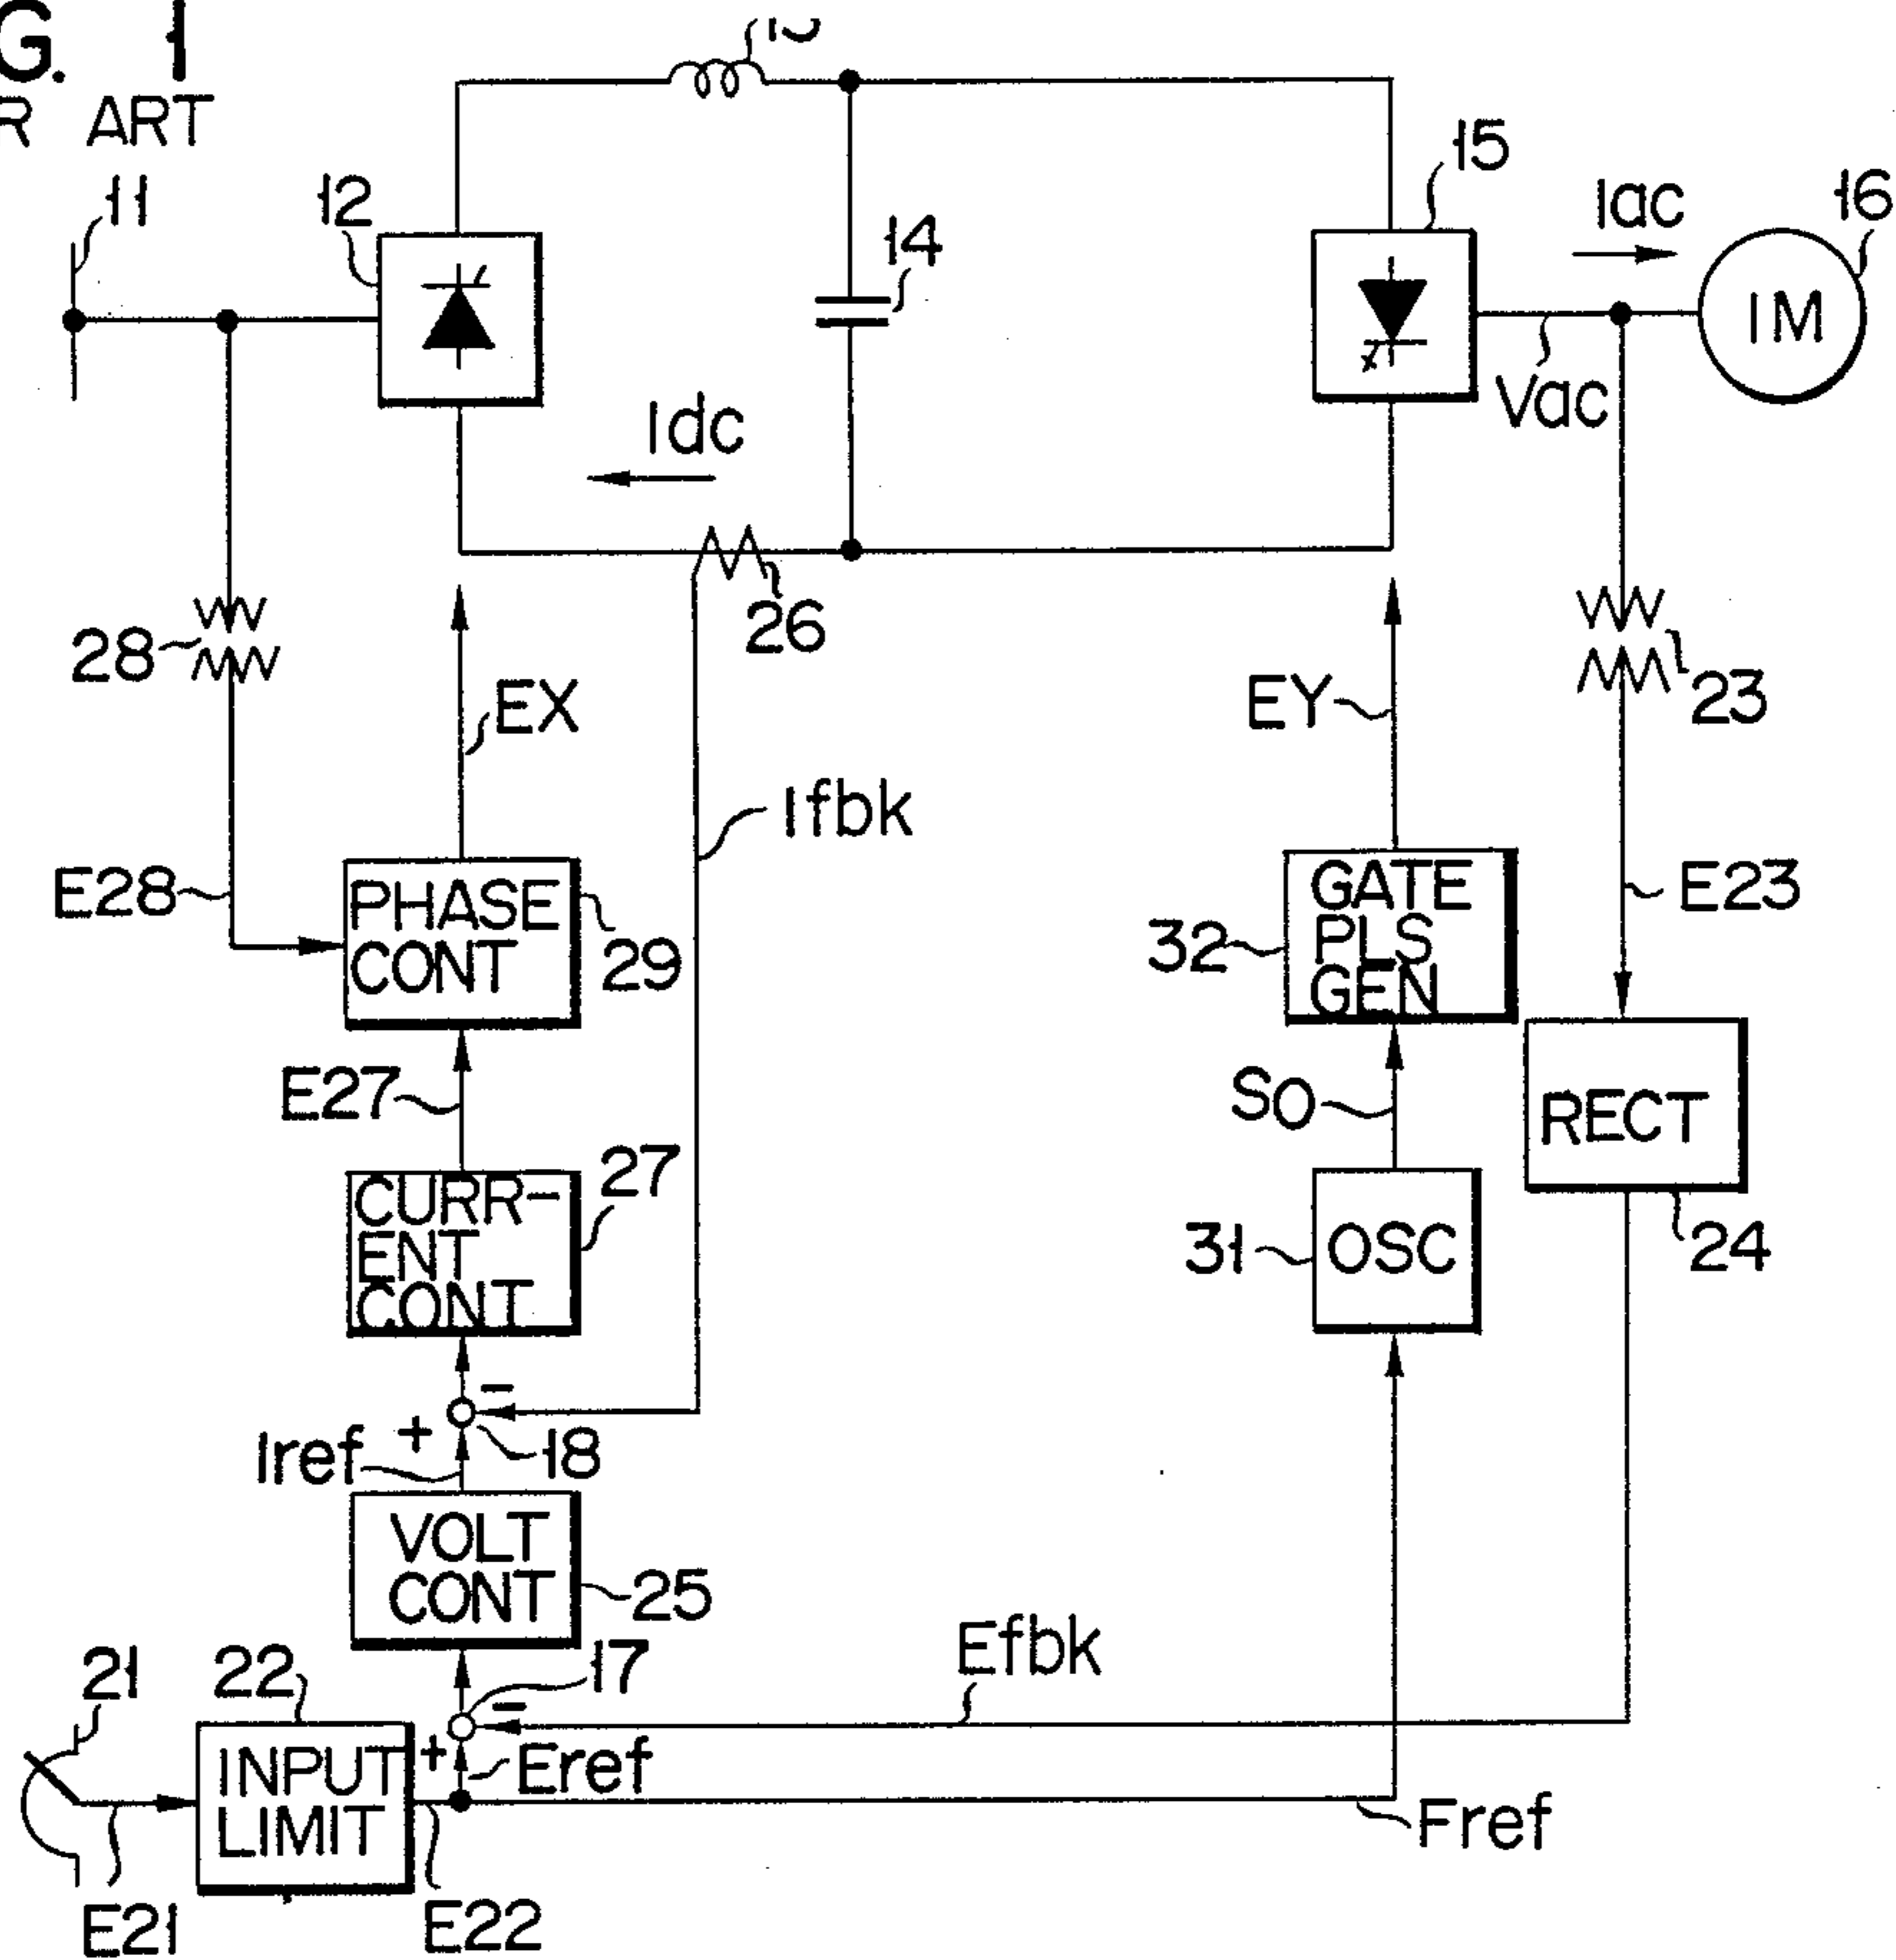 G. 1
R ART
11
12
14
15
Iac
16
IM
Vac
Idc
26
28
23
EX
EY
Ifbk
E28
PHASE
CONT
29
GATE
PLS
GEN
32
E23
E27
SO
RECT
27
CURR-
ENT
CONT
31
OSC
24
-
+
Iref
18
VOLT
CONT
25
Efbk
17
21
22
-
+
Eref
INPUT
LIMIT
Fref
E21
E22